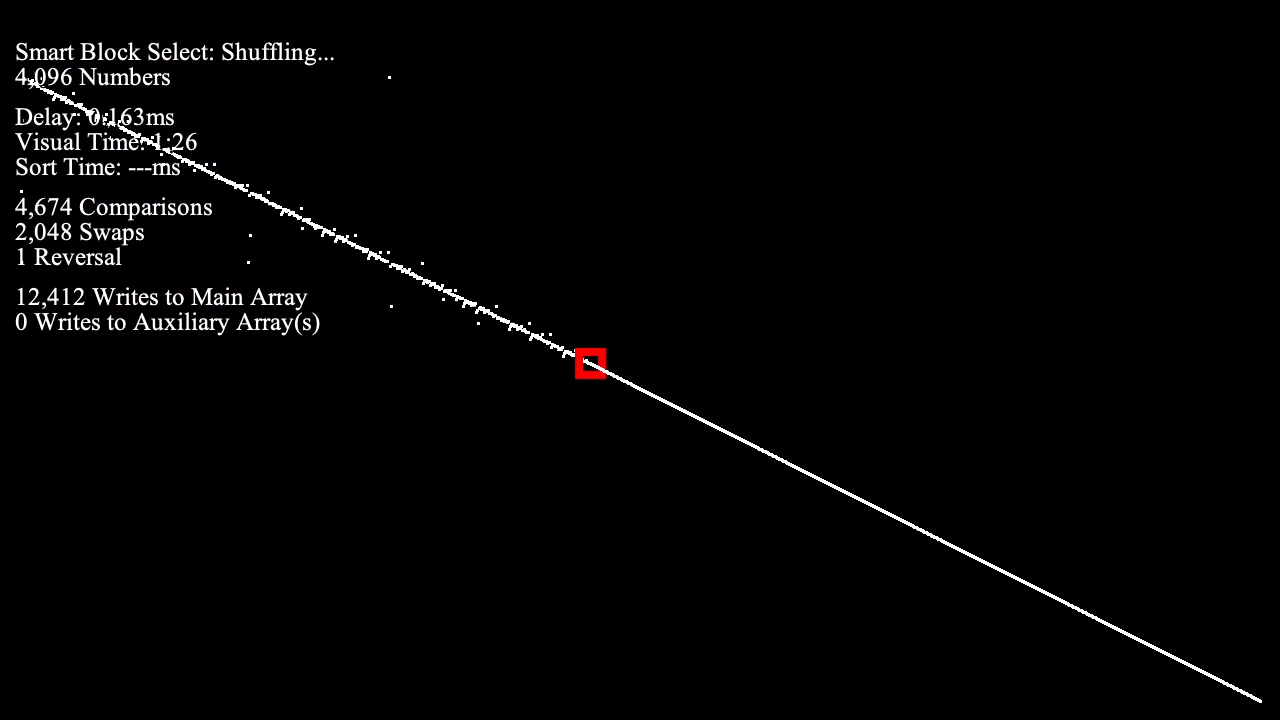 Smart Block Select: Shuffling...
4,096 Numbers
Delay: 0.163ms
Visual Time: 1:26
Sort Time: ---ms
4,674 Comparisons
2,048 Swaps
1 Reversal
12,412 Writes to Main Array
0 Writes to Auxiliary Array(s)